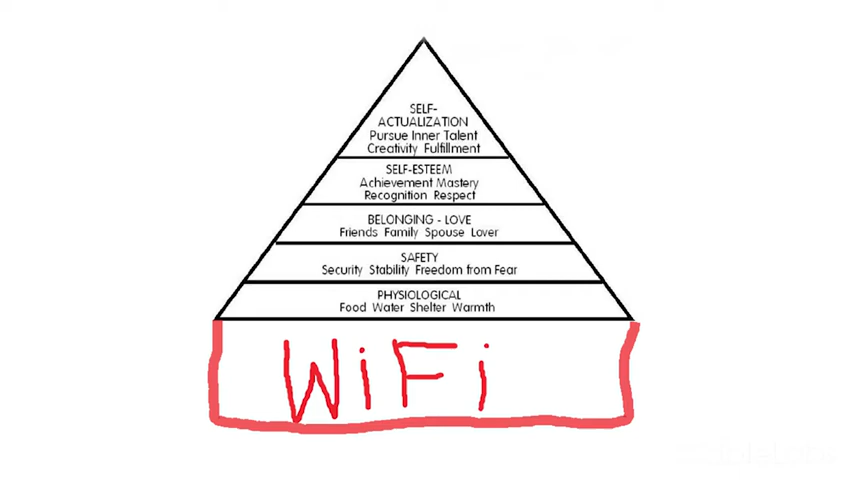 SELF-
ACTUALIZATION
Pursue Inner Talent
Creativity Fulfillment
SELF-ESTEEM
Achievement Mastery
Recognition Respect
BELONGING - LOVE
Friends Family Spouse Lover
SAFETY
Security Stability Freedom from Fear
PHYSIOLOGICAL
Food Water Shelter Warmth
WiFi